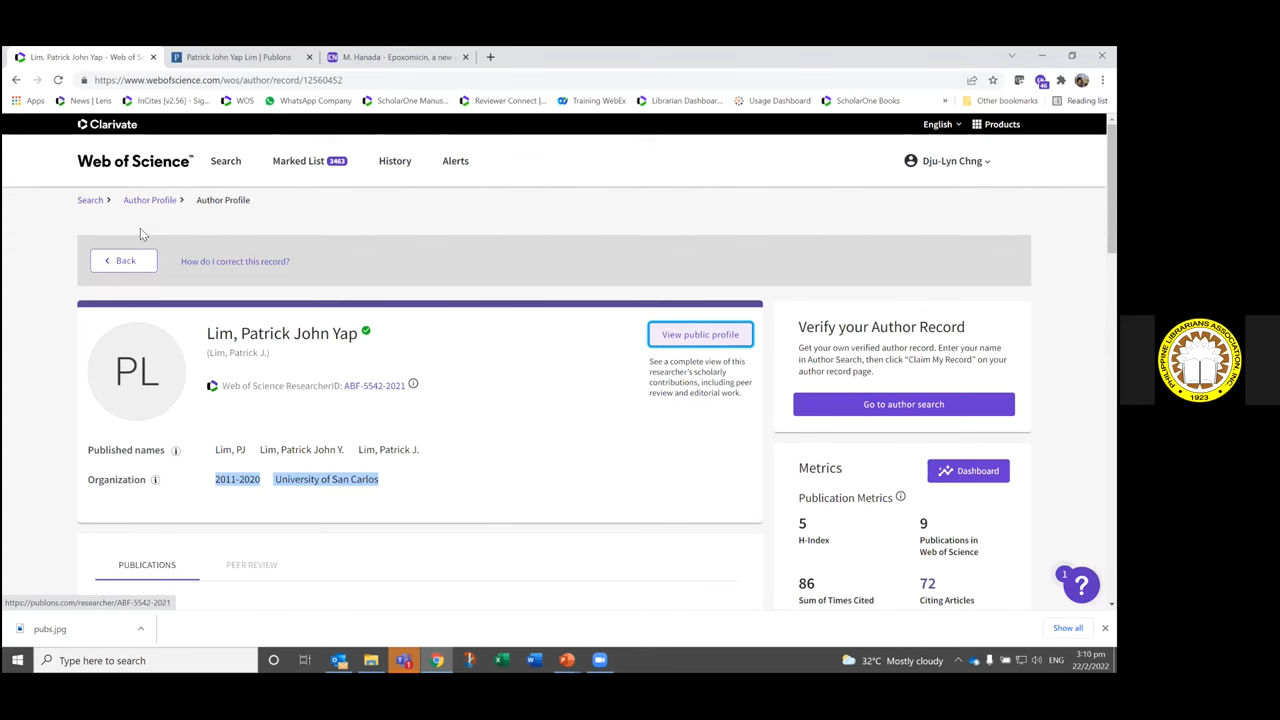 Lim, Patrick John Yap - Web of S
Patrick John Yap Lim | Publons
M. Hanada - Epoxomicin, a new
https://www.webofscience.com/wos/author/record/12560452
Apps
News | Lens
InCites [v2.56] - Sig...
WOS
WhatsApp Company
ScholarOne Manus...
Reviewer Connect |...
Training WebEx
Librarian Dashboar...
Usage Dashboard
ScholarOne Books
»
Other bookmarks
Reading list
Clarivate
English
Products
Web of Science™
Search
Marked List 3463
History
Alerts
Dju-Lyn Chng
Search > Author Profile > Author Profile
< Back
How do I correct this record?
PL
Lim, Patrick John Yap
(Lim, Patrick J.)
Web of Science ResearcherID: ABF-5542-2021
View public profile
See a complete view of this
researcher's scholarly
contributions, including peer
review and editorial work.
Published names
Lim, PJ Lim, Patrick John Y. Lim, Patrick J.
Organization
2011-2020 University of San Carlos
PUBLICATIONS
PEER REVIEW
Verify your Author Record
Get your own verified author record. Enter your name
in Author Search, then click "Claim My Record" on your
author record page.
Go to author search
Metrics
Dashboard
Publication Metrics
5
H-Index
9
Publications in
Web of Science
86
Sum of Times Cited
72
Citing Articles
1
?
https://publons.com/researcher/ABF-5542-2021
pubs.jpg
Show all
Type here to search
32°C Mostly cloudy
ENG
3:10 pm
22/2/2022
PHILIPPINE LIBRARIANS ASSOCIATION, INC.
1923